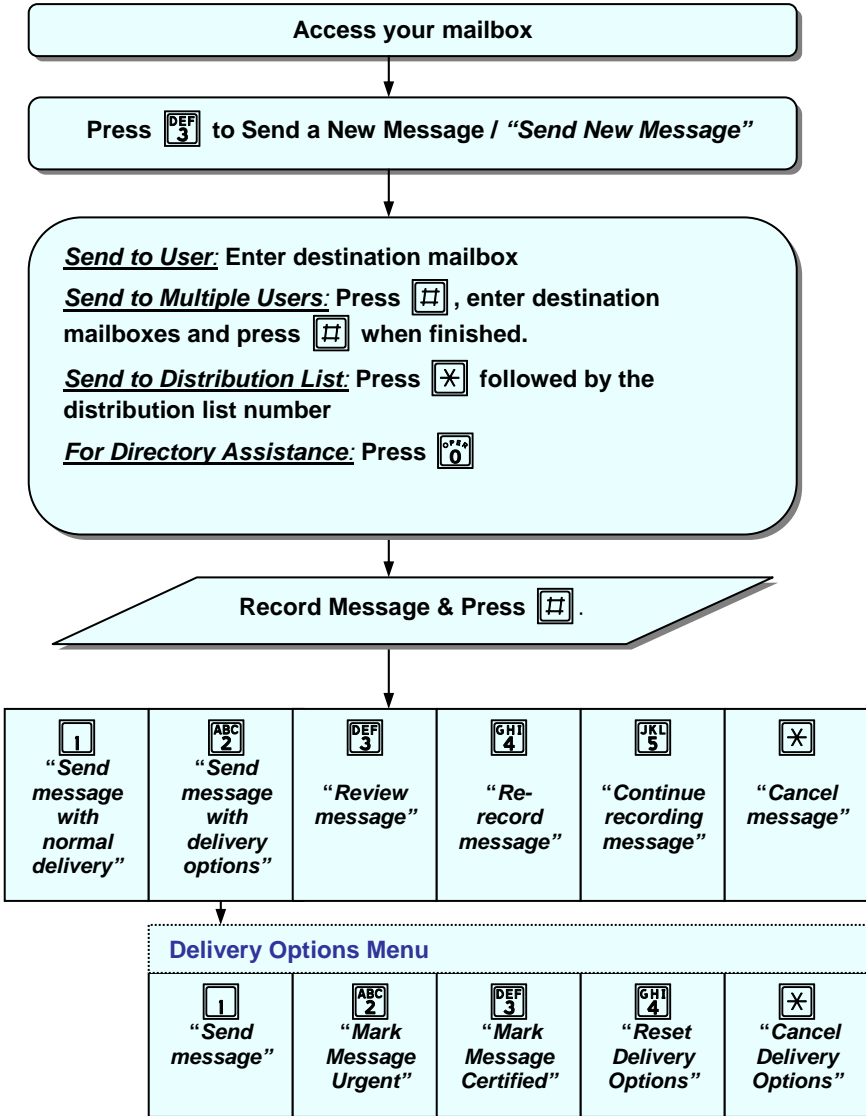 Access your mailbox
Press DEF 3 to Send a New Message / “Send New Message”
Send to User: Enter destination mailbox
Send to Multiple Users: Press # , enter destination
mailboxes and press # when finished.
Send to Distribution List: Press * followed by the
distribution list number
For Directory Assistance: Press OPER 0
Record Message & Press # .
1
“Send
message
with
normal
delivery”
ABC 2
“Send
message
with
delivery
options”
DEF 3
“Review
message”
GHI 4
“Re-
record
message”
JKL 5
“Continue
recording
message”
*
“Cancel
message”
Delivery Options Menu
1
“Send
message”
ABC 2
“Mark
Message
Urgent”
DEF 3
“Mark
Message
Certified”
GHI 4
“Reset
Delivery
Options”
*
“Cancel
Delivery
Options”